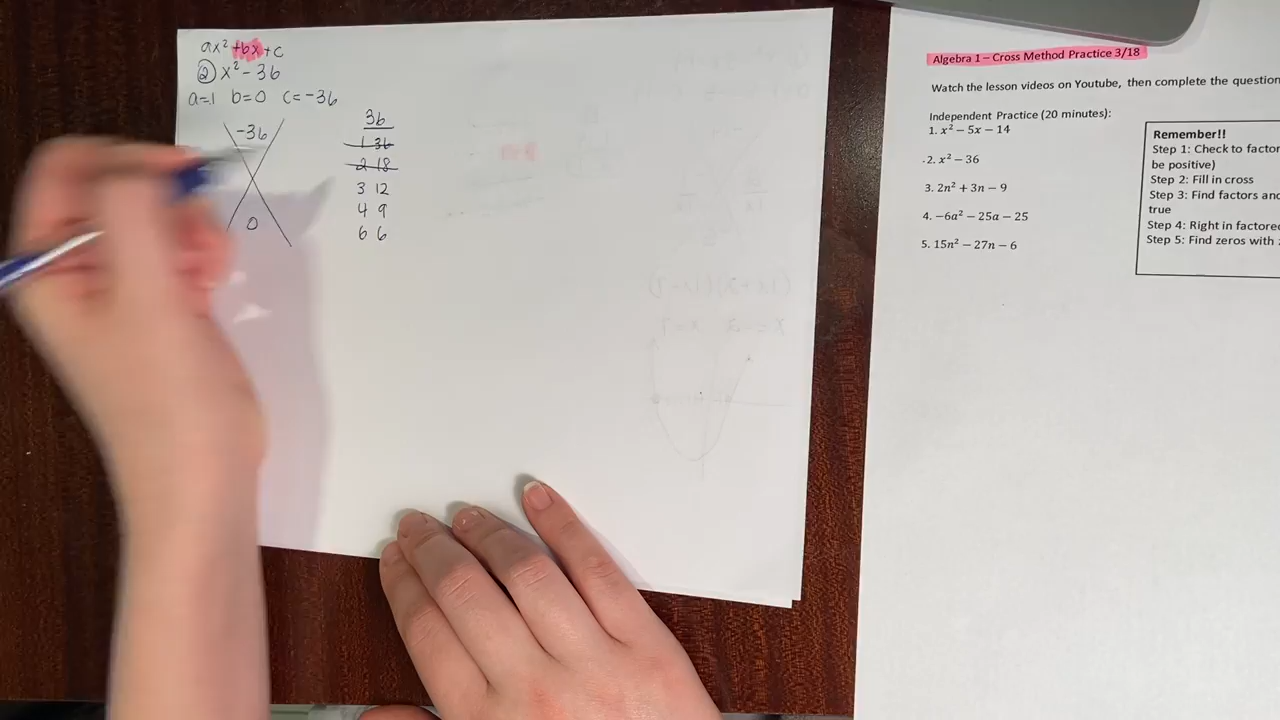 ax² +bx +c
② x² - 36
a=1 b=0 c=-36
-36
0
36
1 36
2 18
3 12
4 9
6 6
Algebra 1 – Cross Method Practice 3/18
Watch the lesson videos on Youtube, then complete the question
Independent Practice (20 minutes):
1. x² − 5x − 14
2. x² − 36
3. 2n² + 3n − 9
4. −6a² − 25a − 25
5. 15n² − 27n − 6
Remember!!
Step 1: Check to factor
be positive)
Step 2: Fill in cross
Step 3: Find factors and
true
Step 4: Right in factored
Step 5: Find zeros with